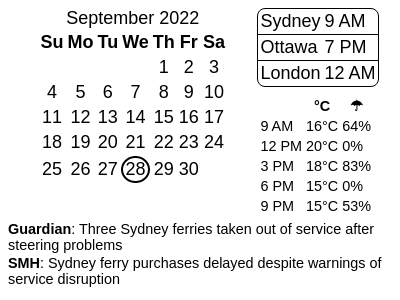 September 2022
Su Mo Tu We Th Fr Sa
1 2 3
4 5 6 7 8 9 10
11 12 13 14 15 16 17
18 19 20 21 22 23 24
25 26 27 28 29 30
Sydney 9 AM
Ottawa 7 PM
London 12 AM
°C ☂
9 AM 16°C 64%
12 PM 20°C 0%
3 PM 18°C 83%
6 PM 15°C 0%
9 PM 15°C 53%
Guardian: Three Sydney ferries taken out of service after
steering problems
SMH: Sydney ferry purchases delayed despite warnings of
service disruption